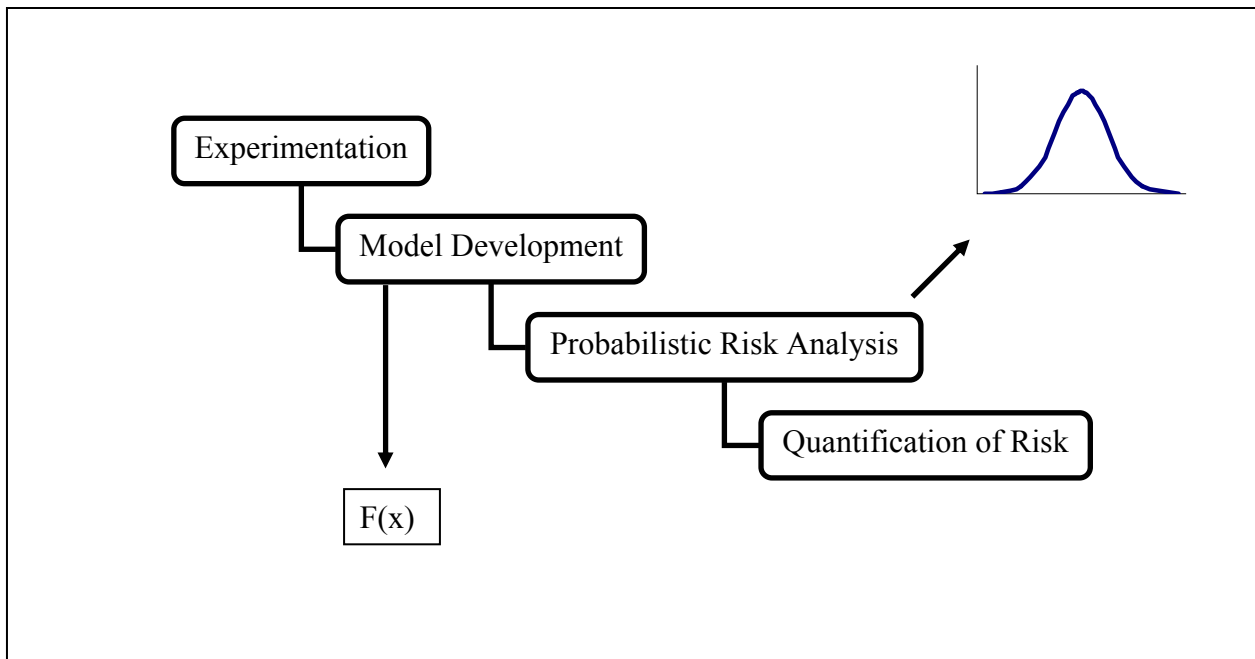 Experimentation
Model Development
Probabilistic Risk Analysis
Quantification of Risk
F(x)